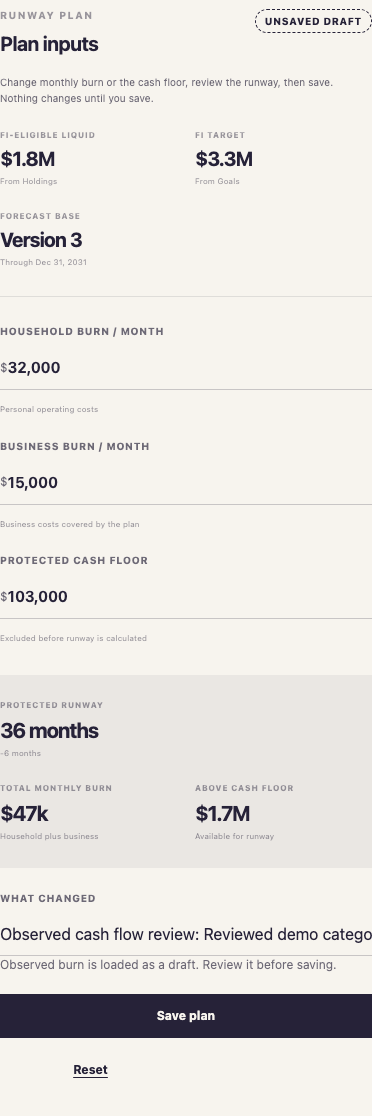 RUNWAY PLAN
UNSAVED DRAFT
Plan inputs
Change monthly burn or the cash floor, review the runway, then save.
Nothing changes until you save.
FI-ELIGIBLE LIQUID
FI TARGET
$1.8M
$3.3M
From Holdings
From Goals
FORECAST BASE
Version 3
Through Dec 31, 2031
HOUSEHOLD BURN / MONTH
$32,000
Personal operating costs
BUSINESS BURN / MONTH
$15,000
Business costs covered by the plan
PROTECTED CASH FLOOR
$103,000
Excluded before runway is calculated
PROTECTED RUNWAY
36 months
-6 months
TOTAL MONTHLY BURN
ABOVE CASH FLOOR
$47k
$1.7M
Household plus business
Available for runway
WHAT CHANGED
Observed cash flow review: Reviewed demo catego
Observed burn is loaded as a draft. Review it before saving.
Save plan
Reset